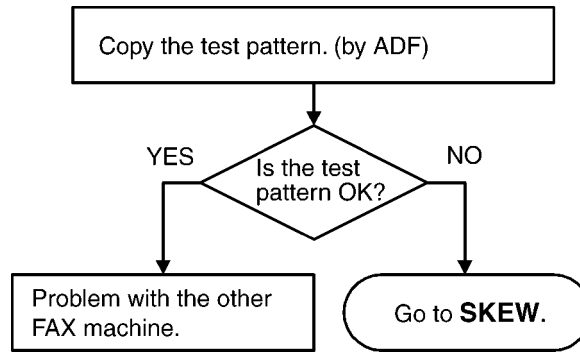 Copy the test pattern. (by ADF)
YES
NO
Is the test
pattern OK?
Problem with the other
FAX machine.
Go to SKEW.